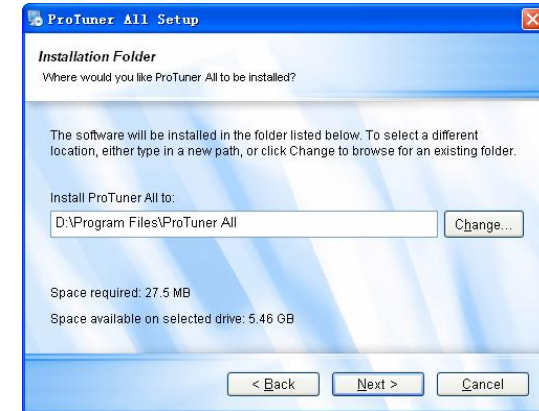 ProTuner All Setup
Installation Folder
Where would you like ProTuner All to be installed?
The software will be installed in the folder listed below. To select a different
location, either type in a new path, or click Change to browse for an existing folder.
Install ProTuner All to:
D:\Program Files\ProTuner All
Change...
Space required: 27.5 MB
Space available on selected drive: 5.46 GB
< Back
Next >
Cancel